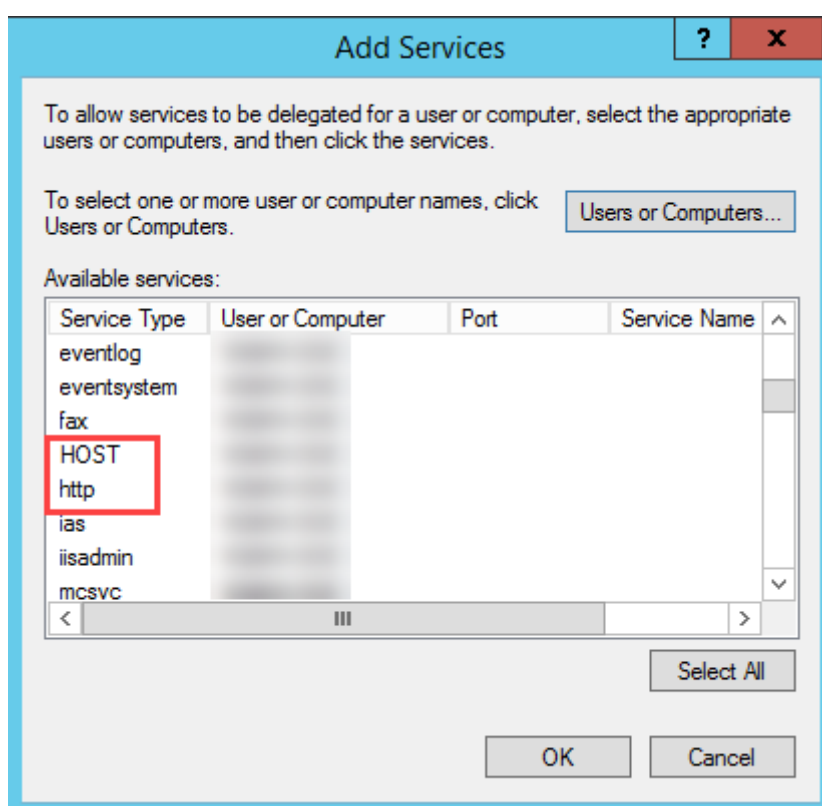 Add Services
?
x
To allow services to be delegated for a user or computer, select the appropriate
users or computers, and then click the services.
To select one or more user or computer names, click
Users or Computers.
Users or Computers...
Available services:
Service Type User or Computer Port Service Name
eventlog
eventsystem
fax
HOST
http
ias
iisadmin
mcsvc
Select All
OK Cancel